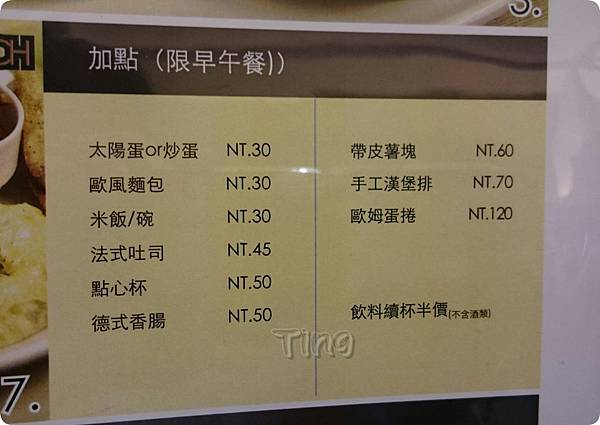 3.
DH
加點（限早午餐)）
太陽蛋or炒蛋 NT.30
歐風麵包 NT.30
米飯/碗 NT.30
法式吐司 NT.45
點心杯 NT.50
德式香腸 NT.50
帶皮薯塊 NT.60
手工漢堡排 NT.70
歐姆蛋捲 NT.120
飲料續杯半價(不含酒類)
Ting
7.